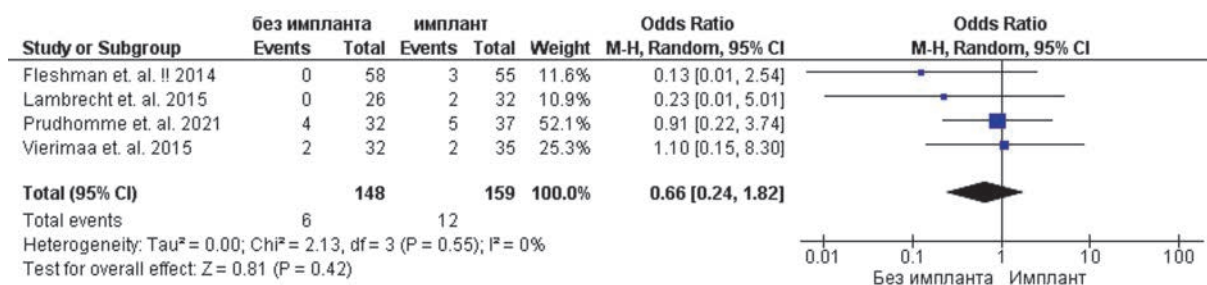 без импланта имплант Odds Ratio Odds Ratio
Study or Subgroup Events Total Events Total Weight M-H, Random, 95% CI M-H, Random, 95% CI
Fleshman et. al. !! 2014 0 58 3 55 11.6% 0.13 [0.01, 2.54]
Lambrecht et. al. 2015 0 26 2 32 10.9% 0.23 [0.01, 5.01]
Prudhomme et. al. 2021 4 32 5 37 52.1% 0.91 [0.22, 3.74]
Vierimaa et. al. 2015 2 32 2 35 25.3% 1.10 [0.15, 8.30]
Total (95% CI) 148 159 100.0% 0.66 [0.24, 1.82]
Total events 6 12
Heterogeneity: Tau² = 0.00; Chi² = 2.13, df = 3 (P = 0.55); I² = 0%
Test for overall effect: Z = 0.81 (P = 0.42)
0.01 0.1 1 10 100
Без импланта Имплант